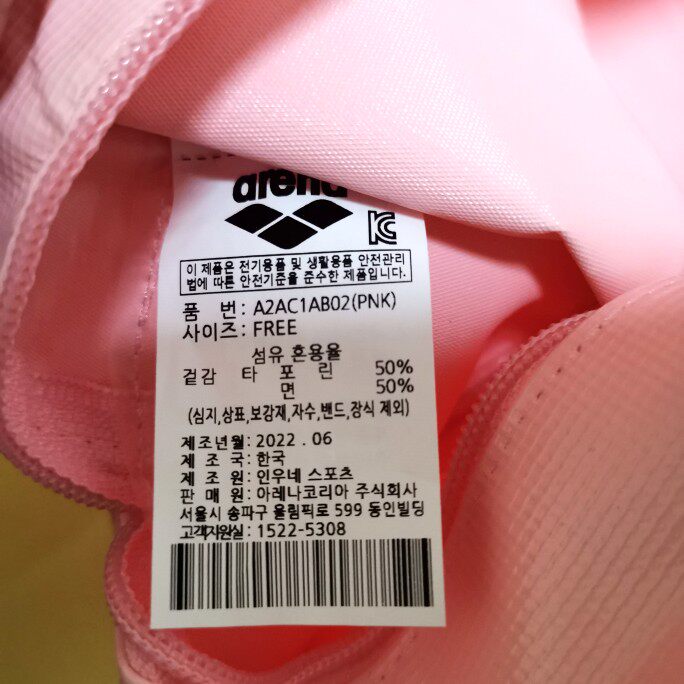 arena
이 제품은 전기용품 및 생활용품 안전관리
법에 따른 안전기준을 준수한 제품입니다.
품 번 : A2AC1AB02(PNK)
사이즈 : FREE
섬유 혼용율
겉감 타 포 린 50%
면 50%
(심지,상표,보강재,자수,밴드,장식 제외)
제조년월 : 2022 . 06
제 조 국 : 한국
제 조 원 : 인우네 스포츠
판 매 원 : 아레나코리아 주식회사
서울시 송파구 올림픽로 599 동인빌딩
고객지원실 : 1522-5308